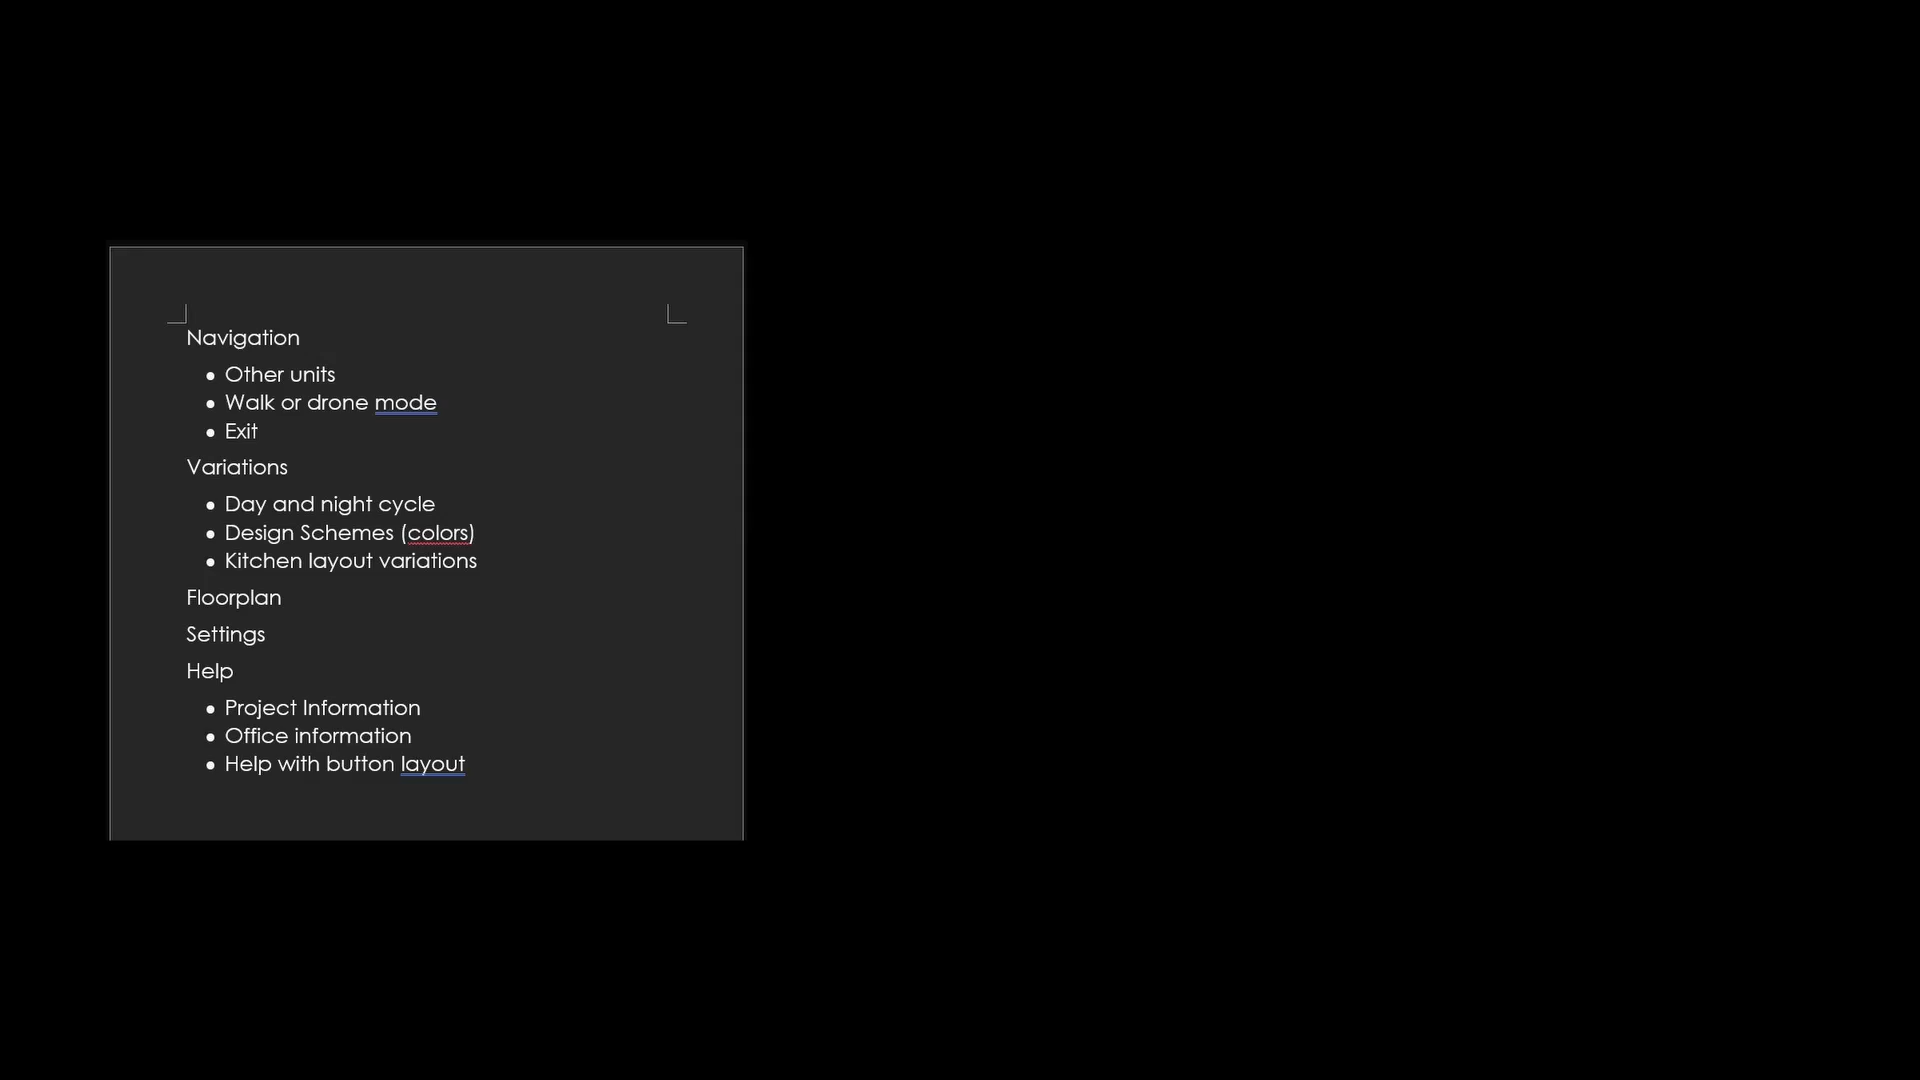 Navigation
• Other units
• Walk or drone mode
• Exit
Variations
• Day and night cycle
• Design Schemes (colors)
• Kitchen layout variations
Floorplan
Settings
Help
• Project Information
• Office information
• Help with button layout